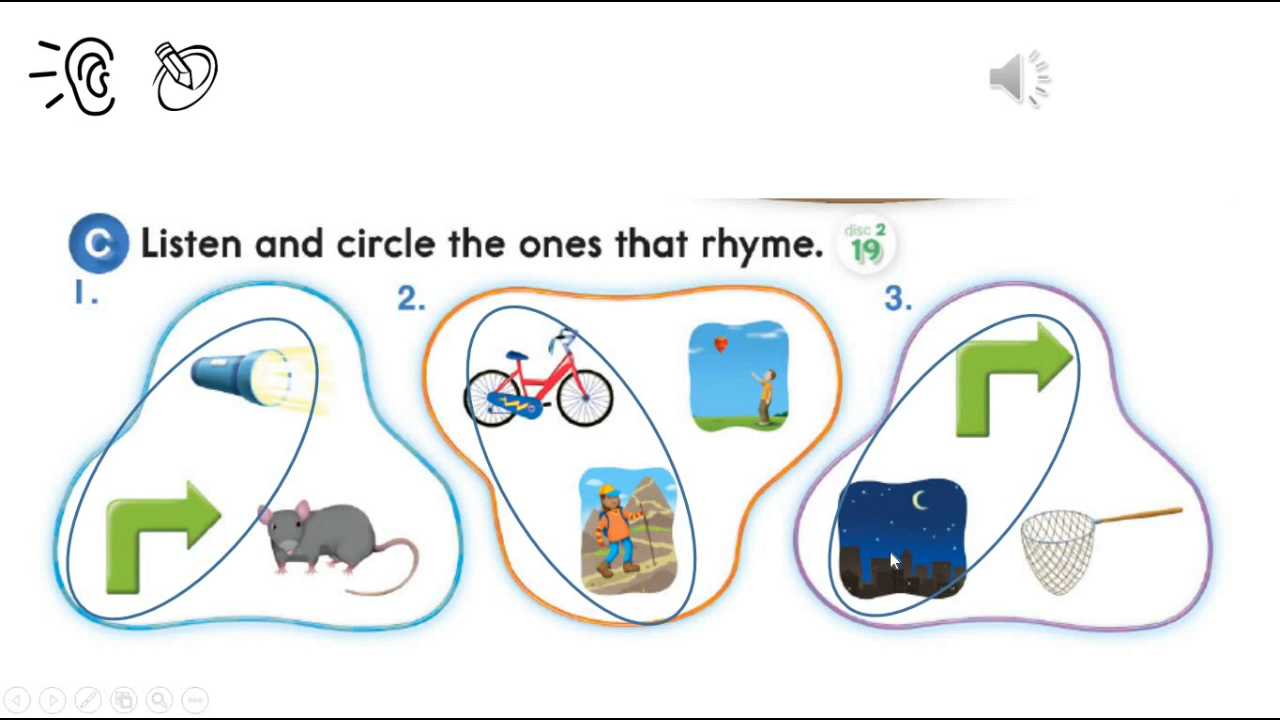 C Listen and circle the ones that rhyme. disc 2
19
1. 2. 3.